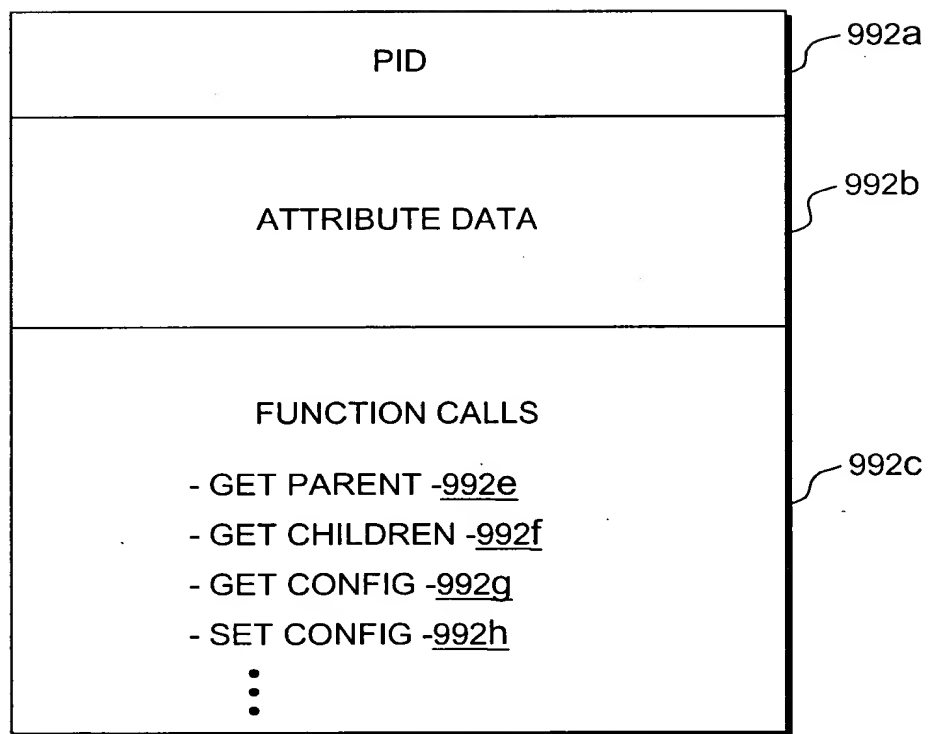 PID
992a
ATTRIBUTE DATA
992b
FUNCTION CALLS
- GET PARENT -992e
- GET CHILDREN -992f
- GET CONFIG -992g
- SET CONFIG -992h
992c